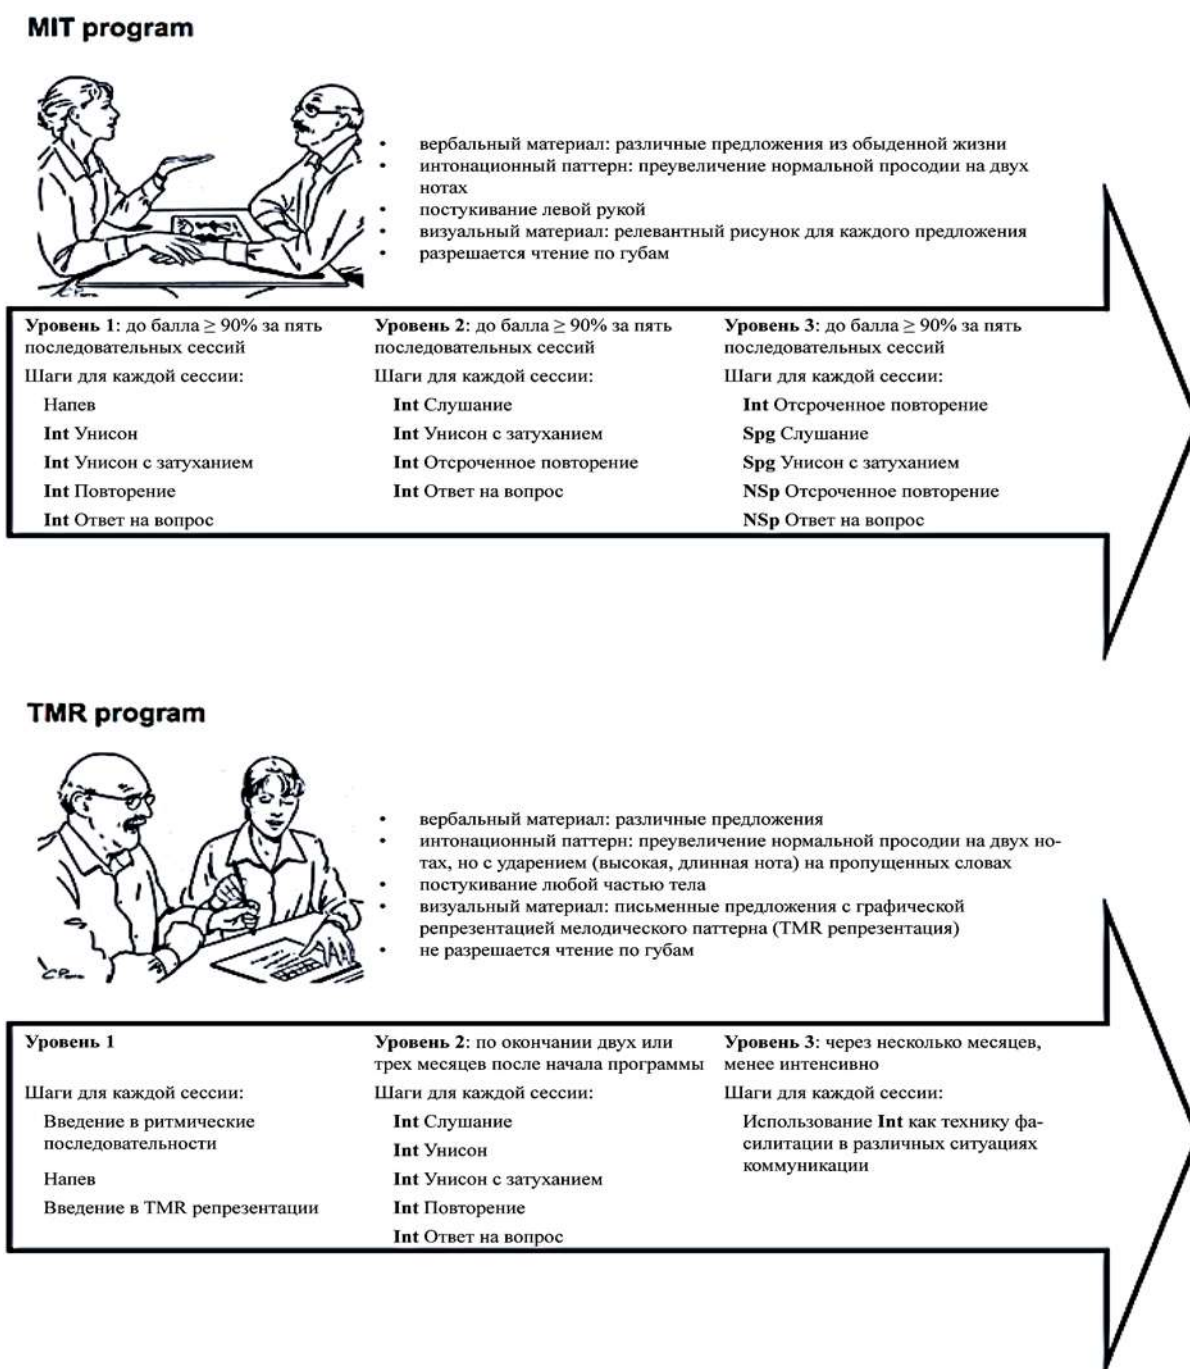 MIT program
• вербальный материал: различные предложения из обыденной жизни
• интонационный паттерн: преувеличение нормальной просодии на двух
нотах
• постукивание левой рукой
• визуальный материал: релевантный рисунок для каждого предложения
• разрешается чтение по губам
Уровень 1: до балла ≥ 90% за пять
последовательных сессий
Шаги для каждой сессии:
Напев
Int Унисон
Int Унисон с затуханием
Int Повторение
Int Ответ на вопрос
Уровень 2: до балла ≥ 90% за пять
последовательных сессий
Шаги для каждой сессии:
Int Слушание
Int Унисон с затуханием
Int Отсроченное повторение
Int Ответ на вопрос
Уровень 3: до балла ≥ 90% за пять
последовательных сессий
Шаги для каждой сессии:
Int Отсроченное повторение
Spg Слушание
Spg Унисон с затуханием
NSp Отсроченное повторение
NSp Ответ на вопрос
TMR program
• вербальный материал: различные предложения
• интонационный паттерн: преувеличение нормальной просодии на двух но-
тах, но с ударением (высокая, длинная нота) на пропущенных словах
• постукивание любой частью тела
• визуальный материал: письменные предложения с графической
репрезентацией мелодического паттерна (TMR репрезентация)
• не разрешается чтение по губам
Уровень 1
Шаги для каждой сессии:
Введение в ритмические
последовательности
Напев
Введение в TMR репрезентации
Уровень 2: по окончании двух или
трех месяцев после начала программы
Шаги для каждой сессии:
Int Слушание
Int Унисон
Int Унисон с затуханием
Int Повторение
Int Ответ на вопрос
Уровень 3: через несколько месяцев,
менее интенсивно
Шаги для каждой сессии:
Использование Int как технику фа-
силитации в различных ситуациях
коммуникации